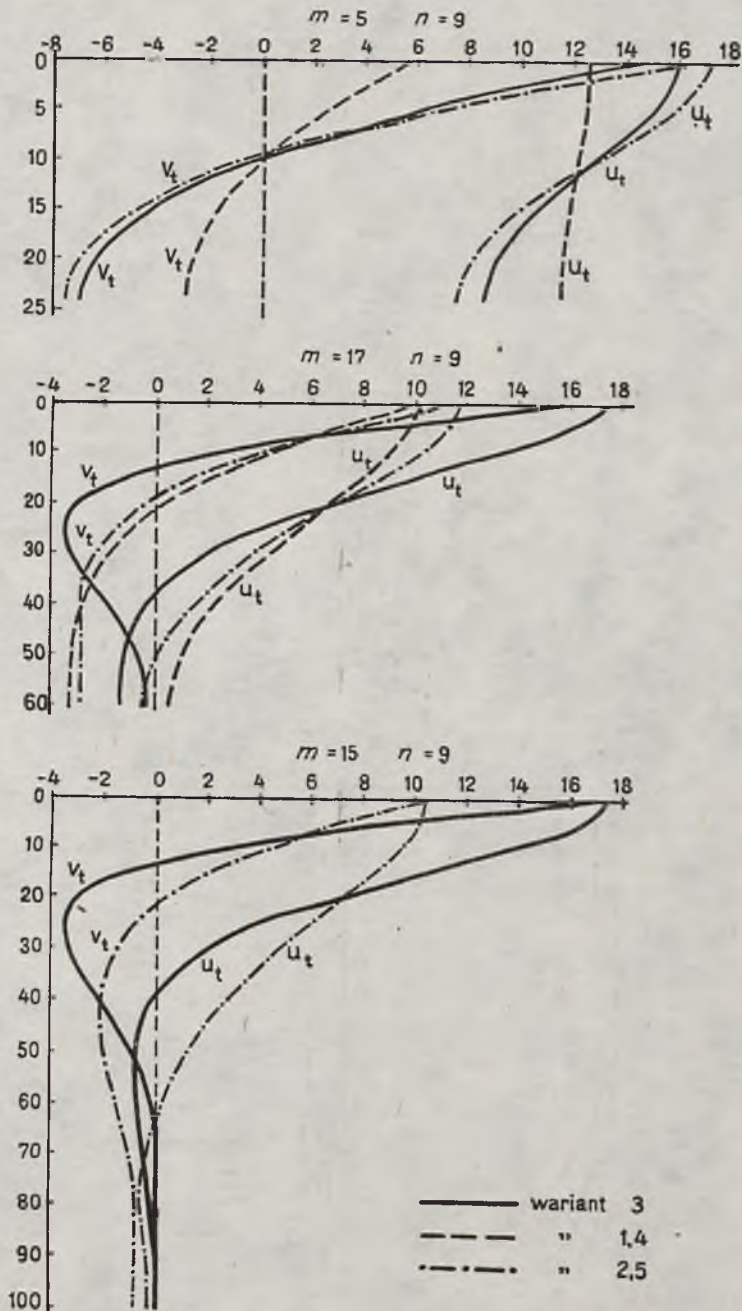 m = 5 n = 9
-8 -6 -4 -2 0 2 4 6 8 10 12 14 16 18
0
5
10
15
20
25
V_t
V_t
V_t
u_t
u_t
u_t
m = 17 n = 9
-4 -2 0 2 4 6 8 10 12 14 16 18
0
10
20
30
40
50
60
v_t
v_t
u_t
u_t
u_t
m = 15 n = 9
-4 -2 0 2 4 6 8 10 12 14 16 18
0
10
20
30
40
50
60
70
80
90
100
v_t
v_t
u_t
u_t
wariant 3
" 1,4
" 2,5